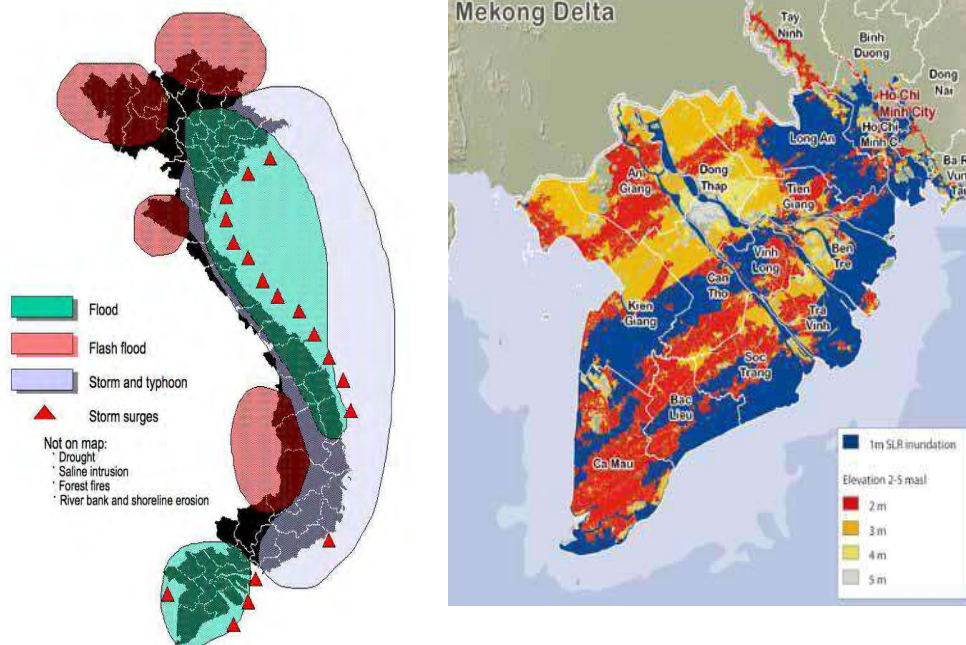 Flood
Flash flood
Storm and typhoon
Storm surges
Not on map:
' Drought
' Saline intrusion
' Forest fires
' River bank and shoreline erosion
Mekong Delta
Tay
Ninh
Binh
Duong
Dong
Nai
Ho Chi
Minh City
Ho Chi
Minh C.
Long An
An
Giang
Dong
Thap
Tien
Giang
Vinh
Long
Ben
Tre
Can
Tho
Kien
Giang
Tra
Vinh
Soc
Trang
Bac
Lieu
Ca Mau
1m SLR inundation
Elevation 2-5 masl
2 m
3 m
4 m
5 m